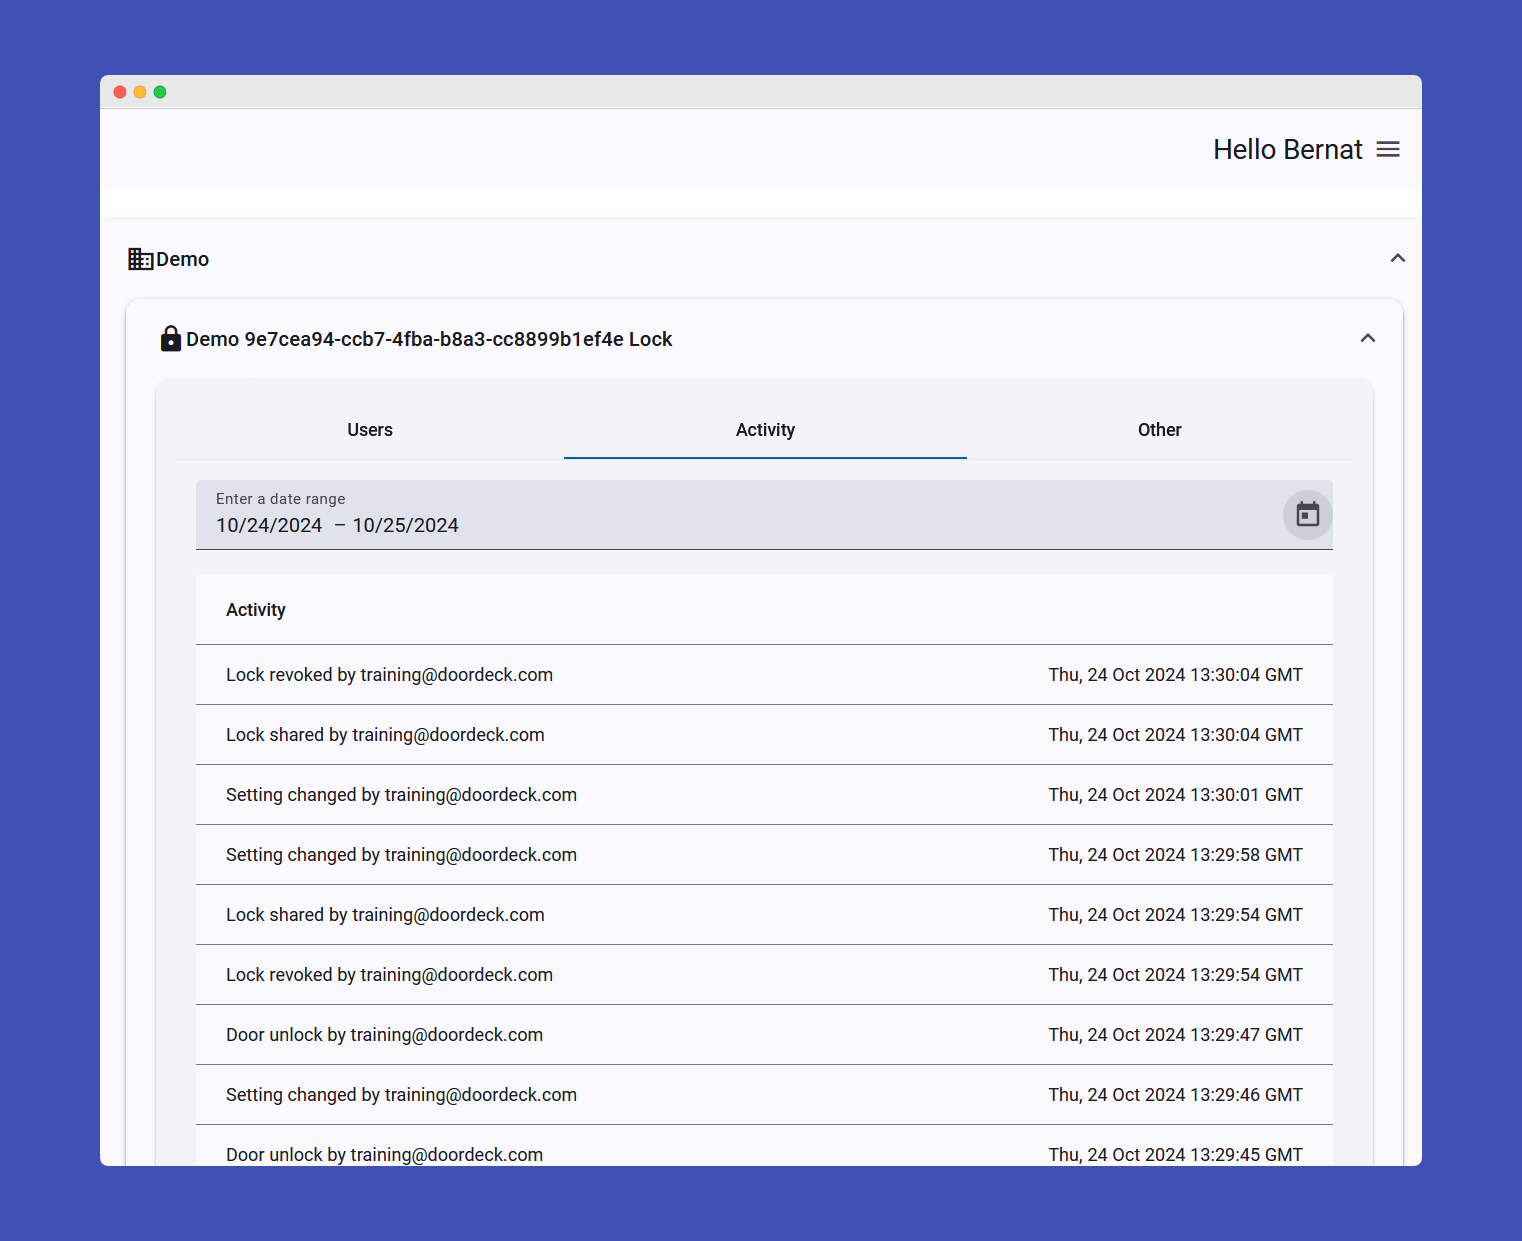 Hello Bernat
Demo
Demo 9e7cea94-ccb7-4fba-b8a3-cc8899b1ef4e Lock
Users Activity Other
Enter a date range
10/24/2024 – 10/25/2024
Activity
Lock revoked by training@doordeck.com Thu, 24 Oct 2024 13:30:04 GMT
Lock shared by training@doordeck.com Thu, 24 Oct 2024 13:30:04 GMT
Setting changed by training@doordeck.com Thu, 24 Oct 2024 13:30:01 GMT
Setting changed by training@doordeck.com Thu, 24 Oct 2024 13:29:58 GMT
Lock shared by training@doordeck.com Thu, 24 Oct 2024 13:29:54 GMT
Lock revoked by training@doordeck.com Thu, 24 Oct 2024 13:29:54 GMT
Door unlock by training@doordeck.com Thu, 24 Oct 2024 13:29:47 GMT
Setting changed by training@doordeck.com Thu, 24 Oct 2024 13:29:46 GMT
Door unlock by training@doordeck.com Thu, 24 Oct 2024 13:29:45 GMT